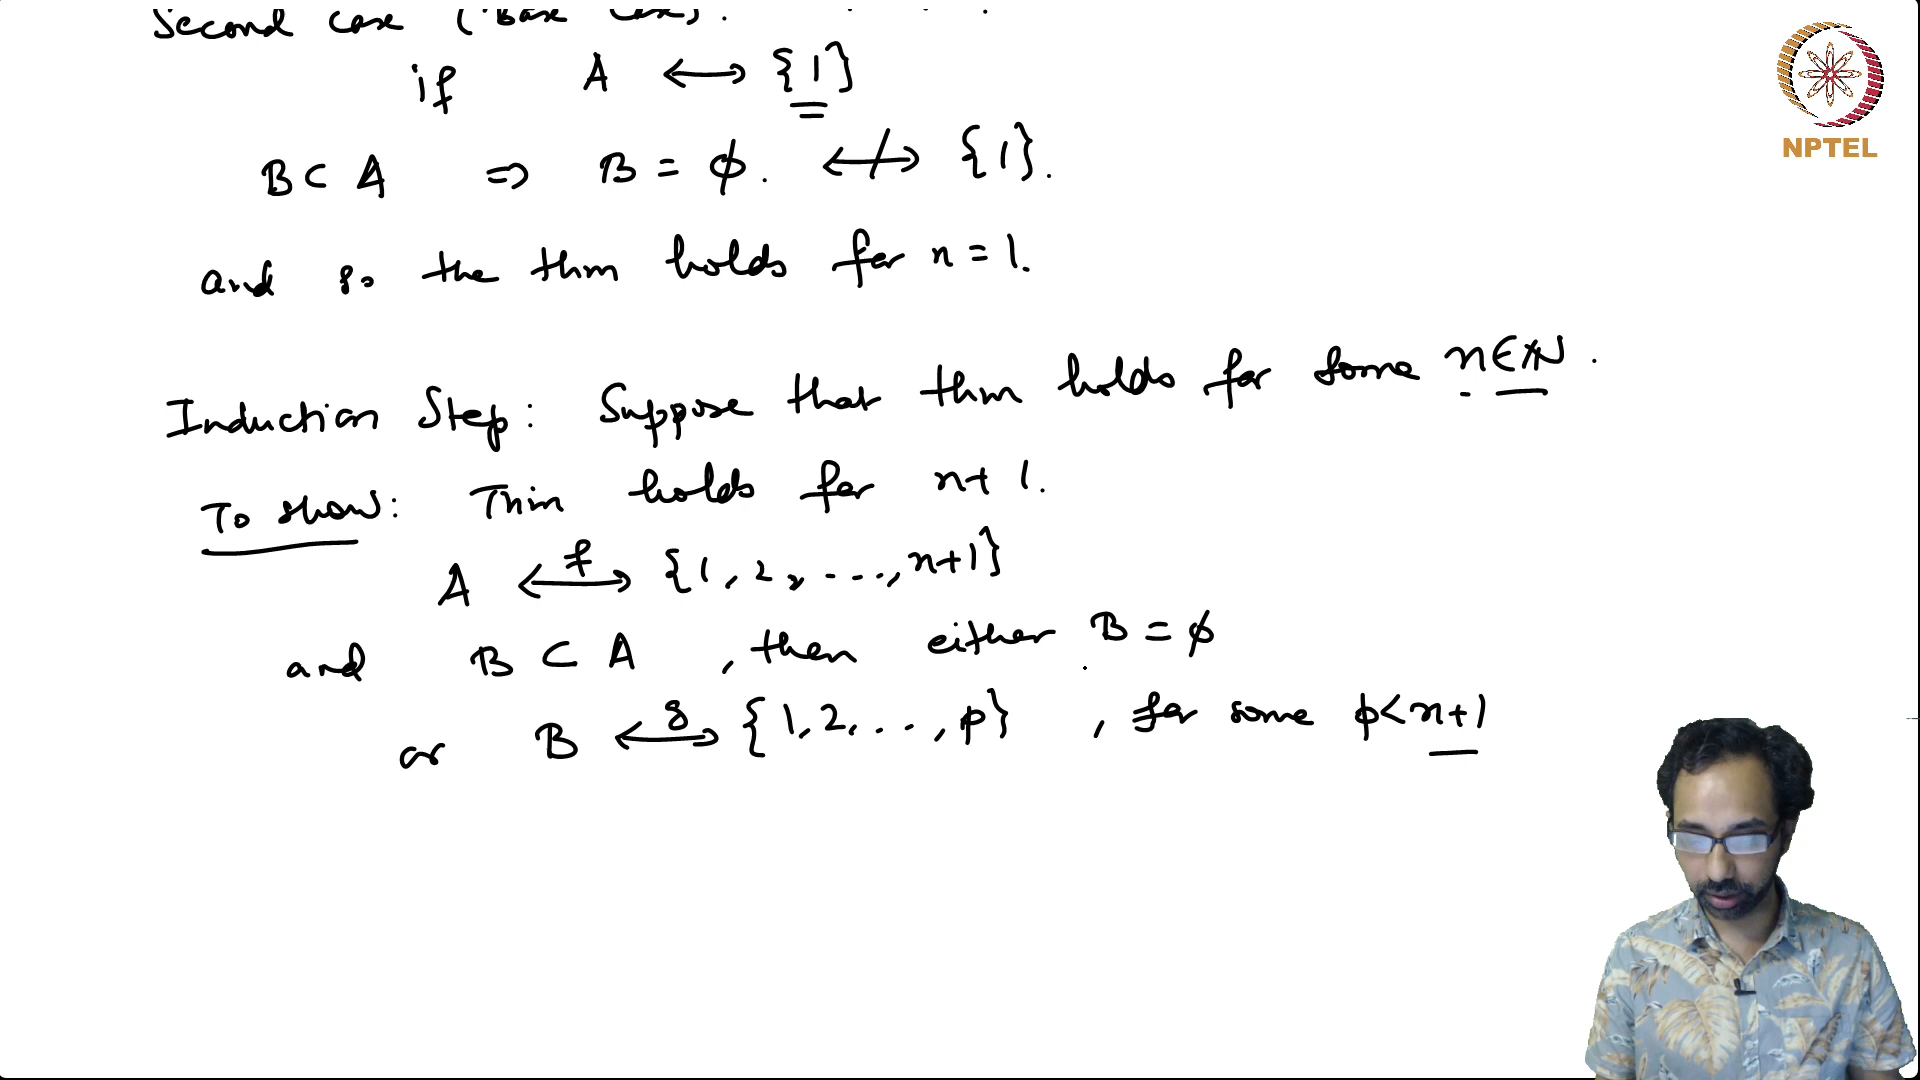 Second case (Base Case).
if A ⟷ {1}
B ⊂ A ⇒ B = ϕ. ↮ {1}.
and so the thm holds for n = 1.
Induction Step: Suppose that thm holds for some n∈ℕ.
To show: Thm holds for n+1.
A ⟷ᶠ {1, 2, ..., n+1}
and B ⊂ A, then either B = ϕ
or B ⟷ᵍ {1, 2, ..., p}, for some p<n+1
NPTEL